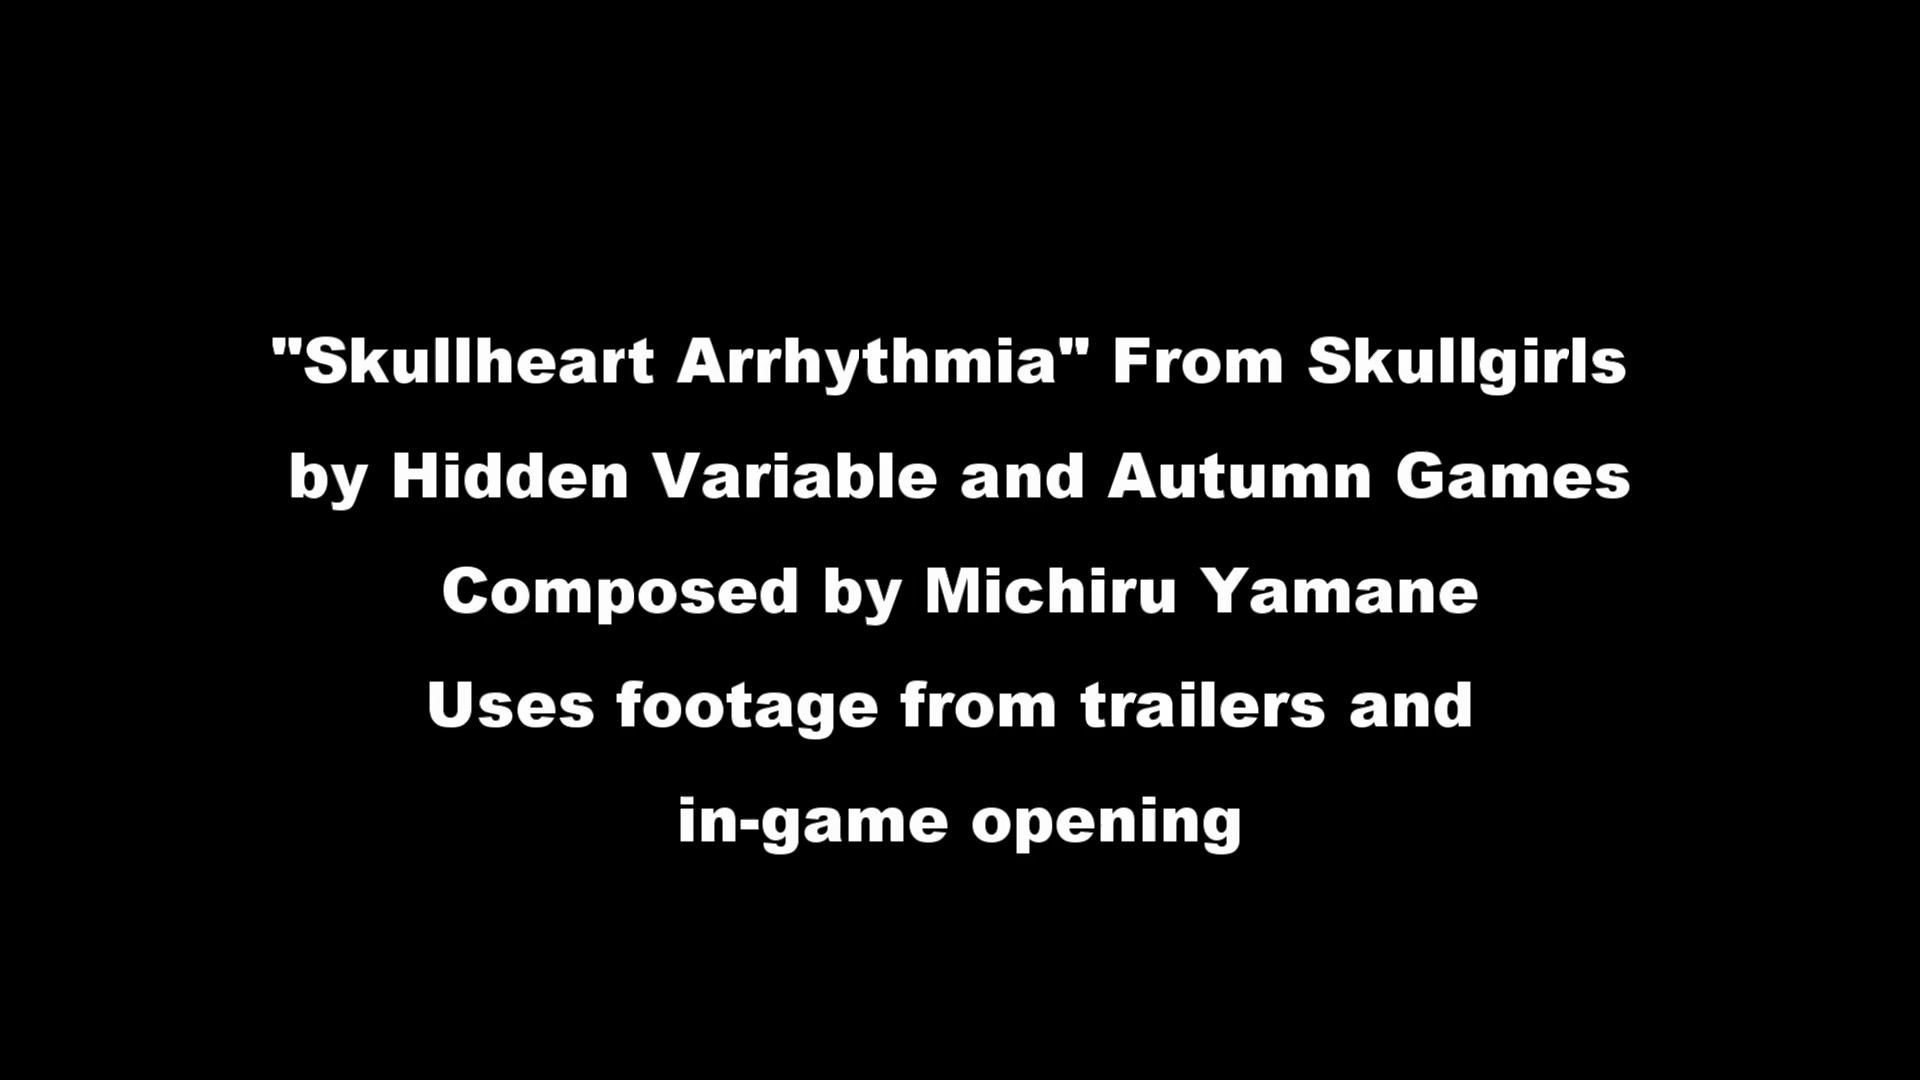 "Skullheart Arrhythmia" From Skullgirls
by Hidden Variable and Autumn Games
Composed by Michiru Yamane
Uses footage from trailers and
in-game opening